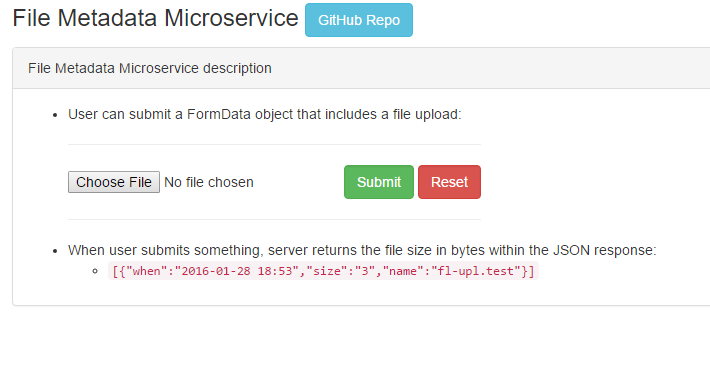 File Metadata Microservice GitHub Repo
File Metadata Microservice description
User can submit a FormData object that includes a file upload:
Choose File No file chosen Submit Reset
When user submits something, server returns the file size in bytes within the JSON response:
[{"when":"2016-01-28 18:53","size":"3","name":"fl-upl.test"}]